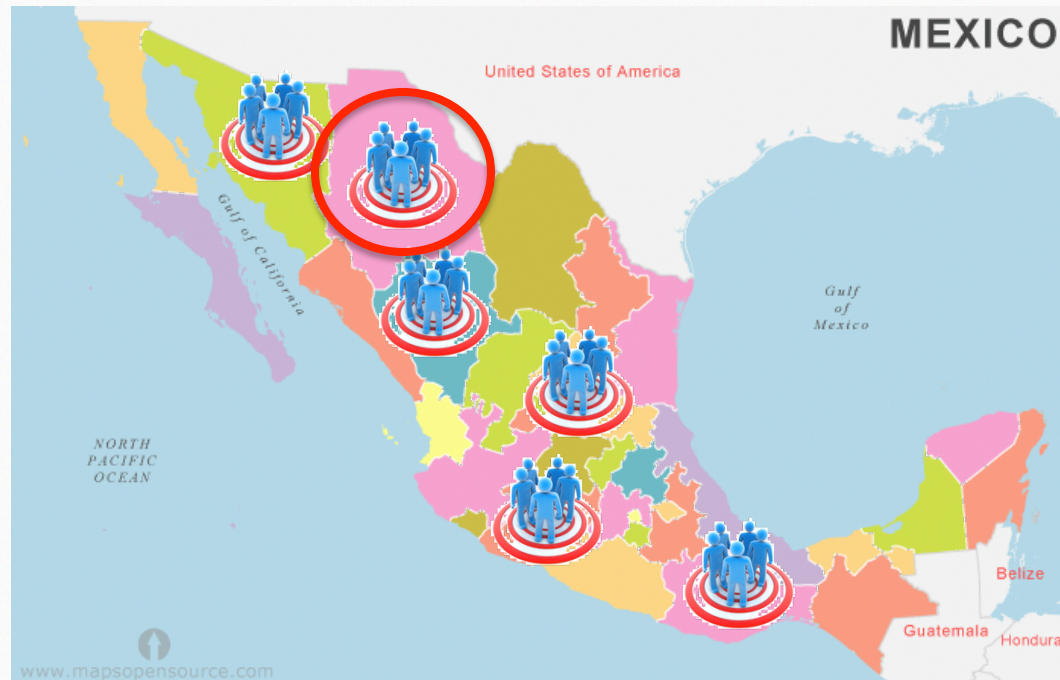 MEXICO
United States of America
Gulf of California
Gulf
of
Mexico
NORTH
PACIFIC
OCEAN
Belize
Guatemala
Hondura
www.mapsopensource.com